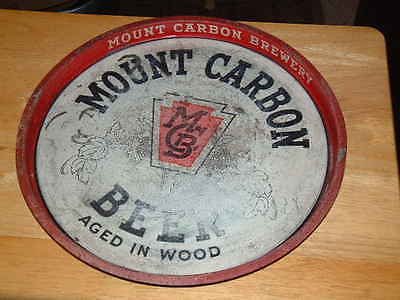 MOUNT CARBON BREWERY
MOUNT CARBON
MCB
BEER
AGED IN WOOD